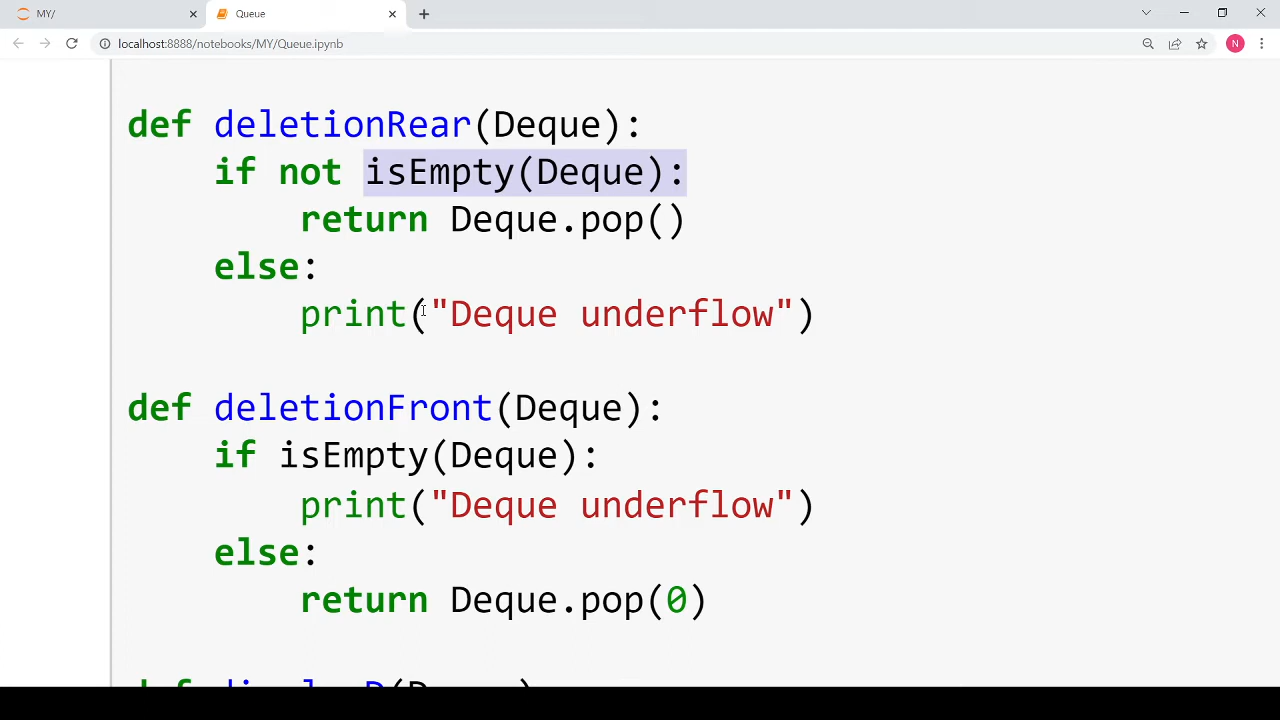 MY/
Queue
localhost:8888/notebooks/MY/Queue.ipynb
N
def deletionRear(Deque):
    if not isEmpty(Deque):
        return Deque.pop()
    else:
        print("Deque underflow")
def deletionFront(Deque):
    if isEmpty(Deque):
        print("Deque underflow")
    else:
        return Deque.pop(0)